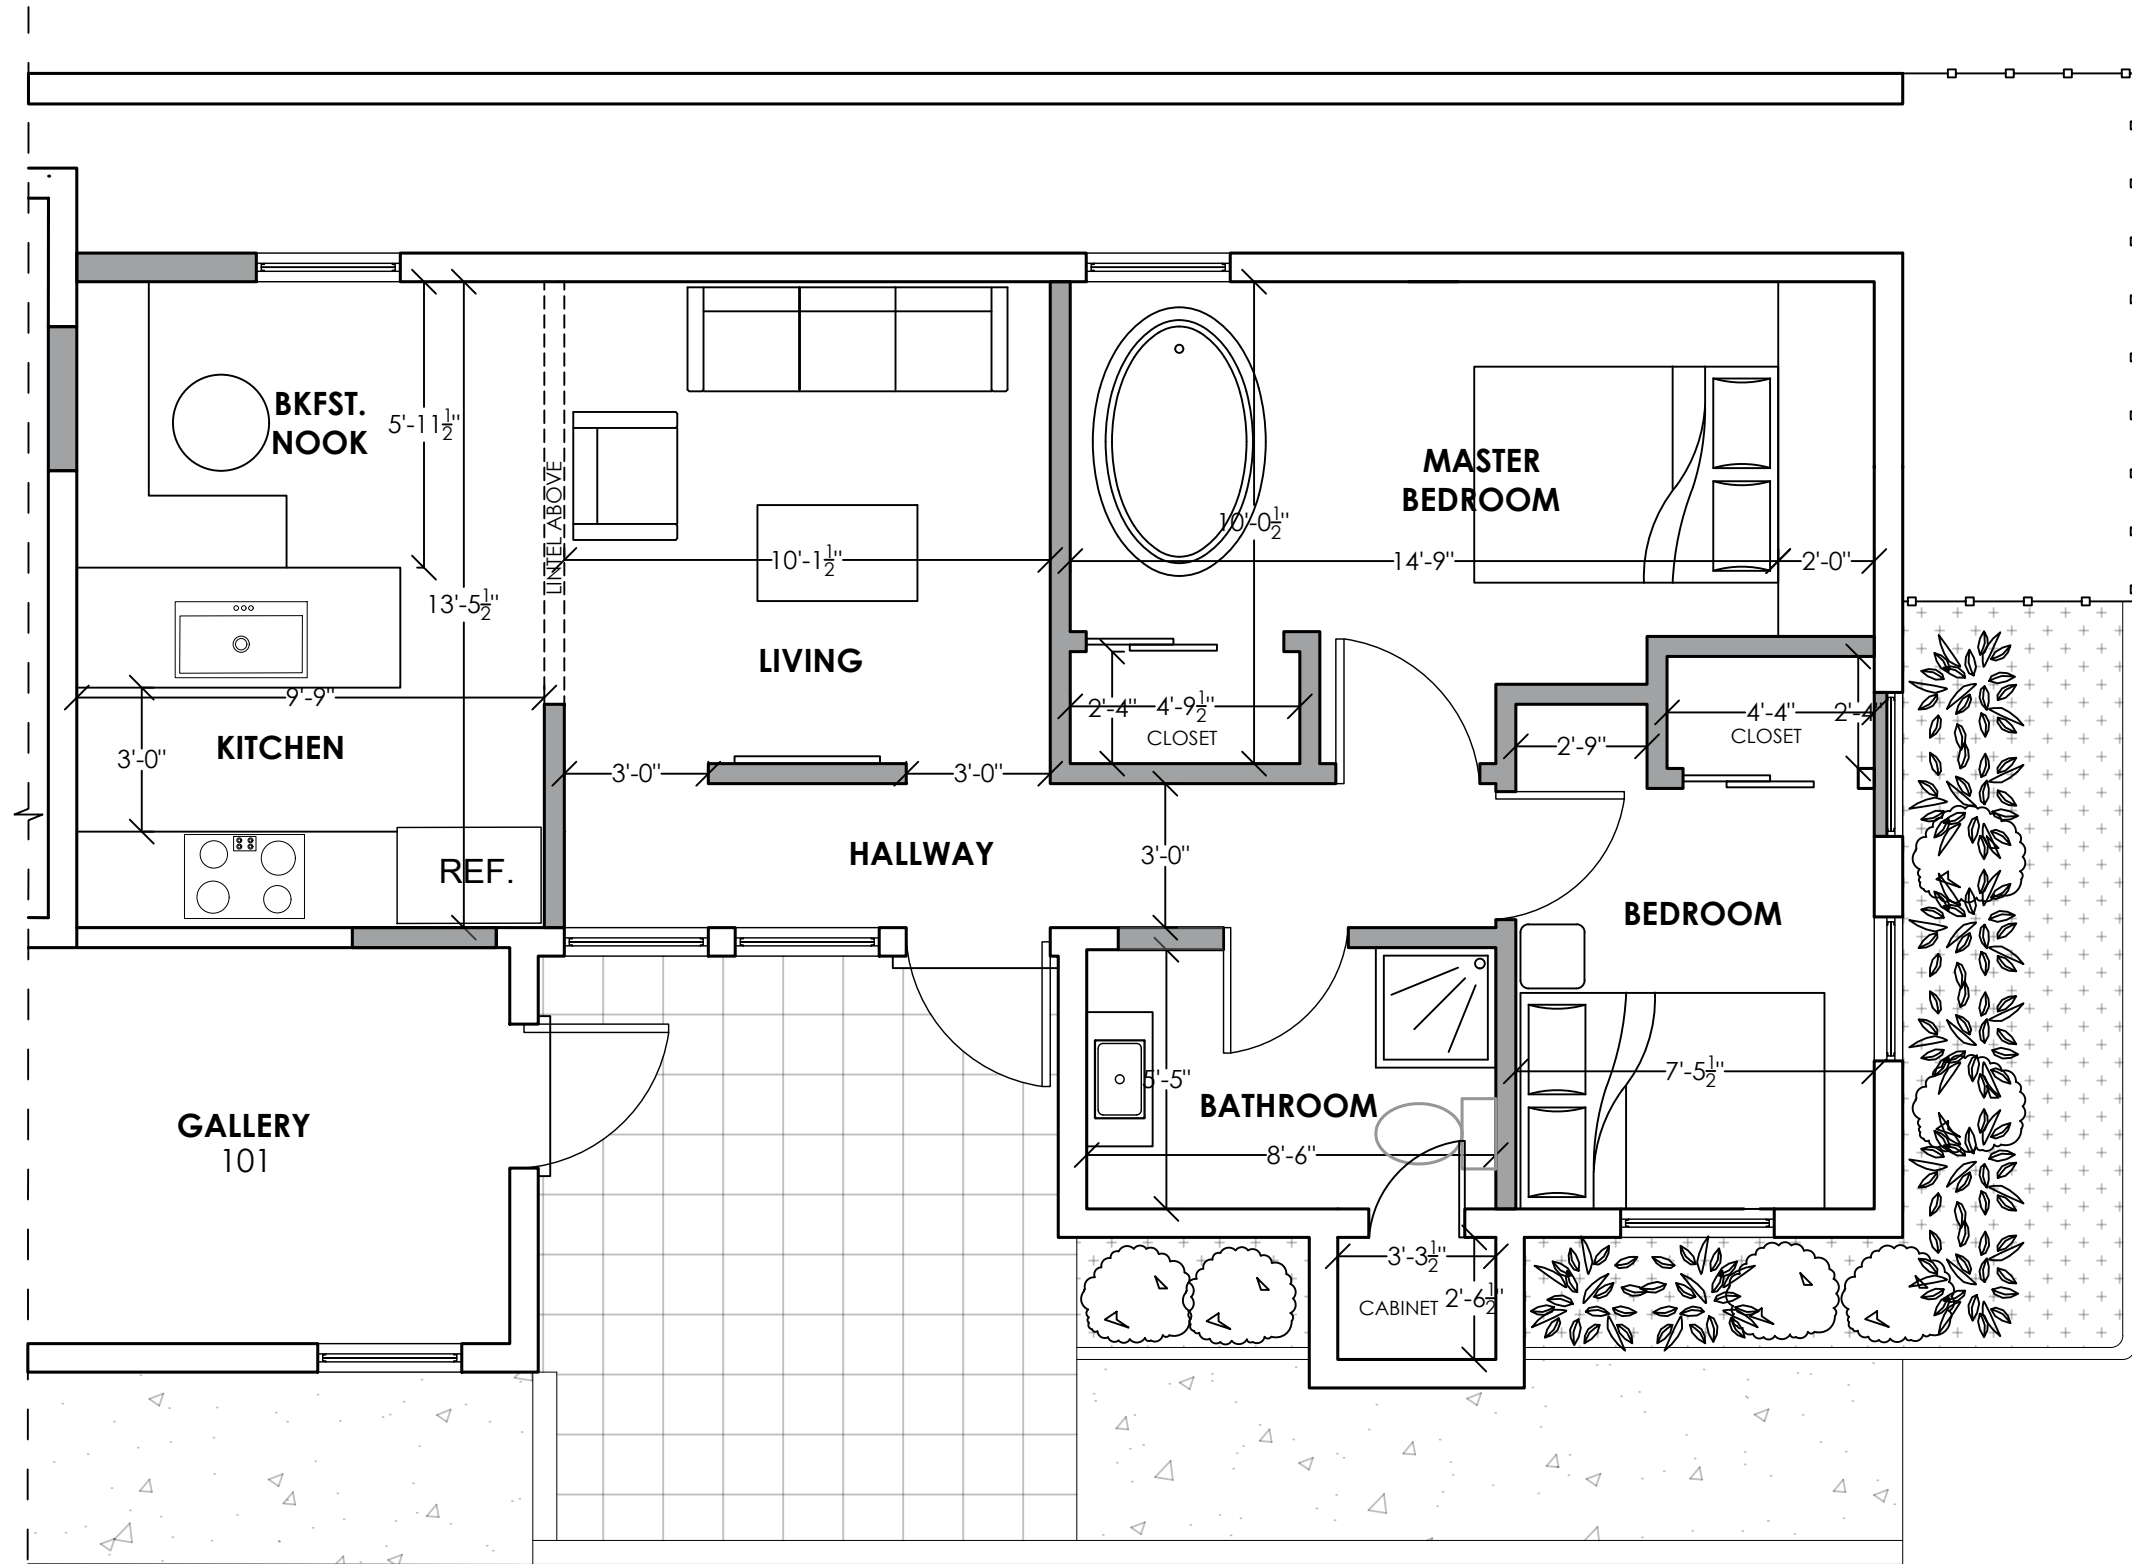 BKFST.
NOOK
5'-11½"
13'-5½"
LINTEL ABOVE
10'-1½"
LIVING
MASTER
BEDROOM
10'-0½"
14'-9"
2'-0"
9'-9"
KITCHEN
3'-0"
3'-0"
3'-0"
2'-4"
4'-9½"
CLOSET
2'-9"
4'-4"
2'-4"
CLOSET
REF.
HALLWAY
3'-0"
BEDROOM
GALLERY
101
5'-5"
BATHROOM
8'-6"
7'-5½"
3'-3½"
CABINET
2'-6½"